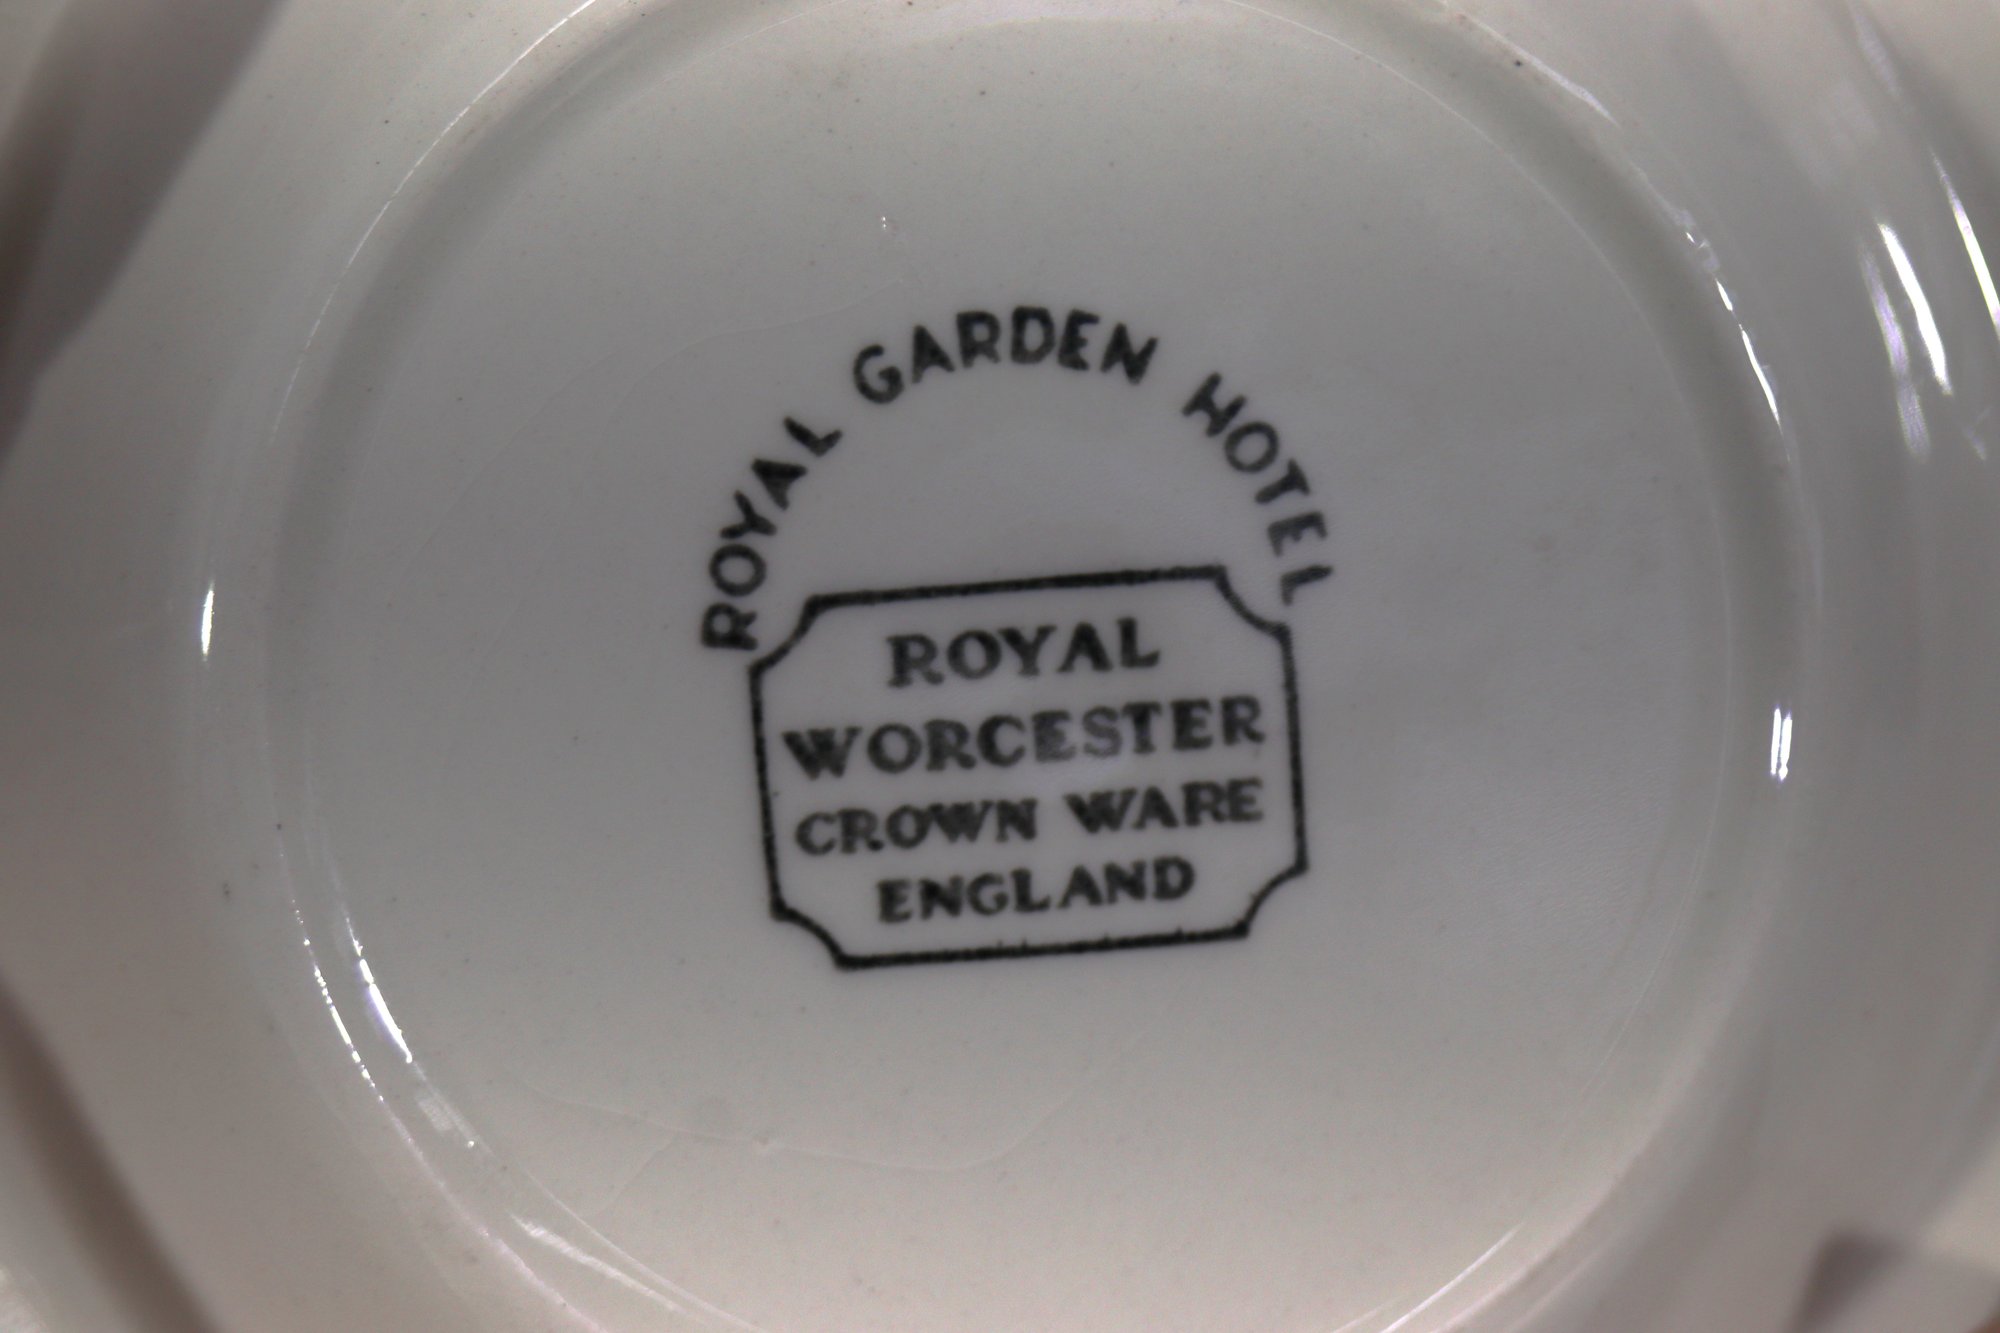 ROYAL GARDEN HOTEL
ROYAL
WORCESTER
CROWN WARE
ENGLAND